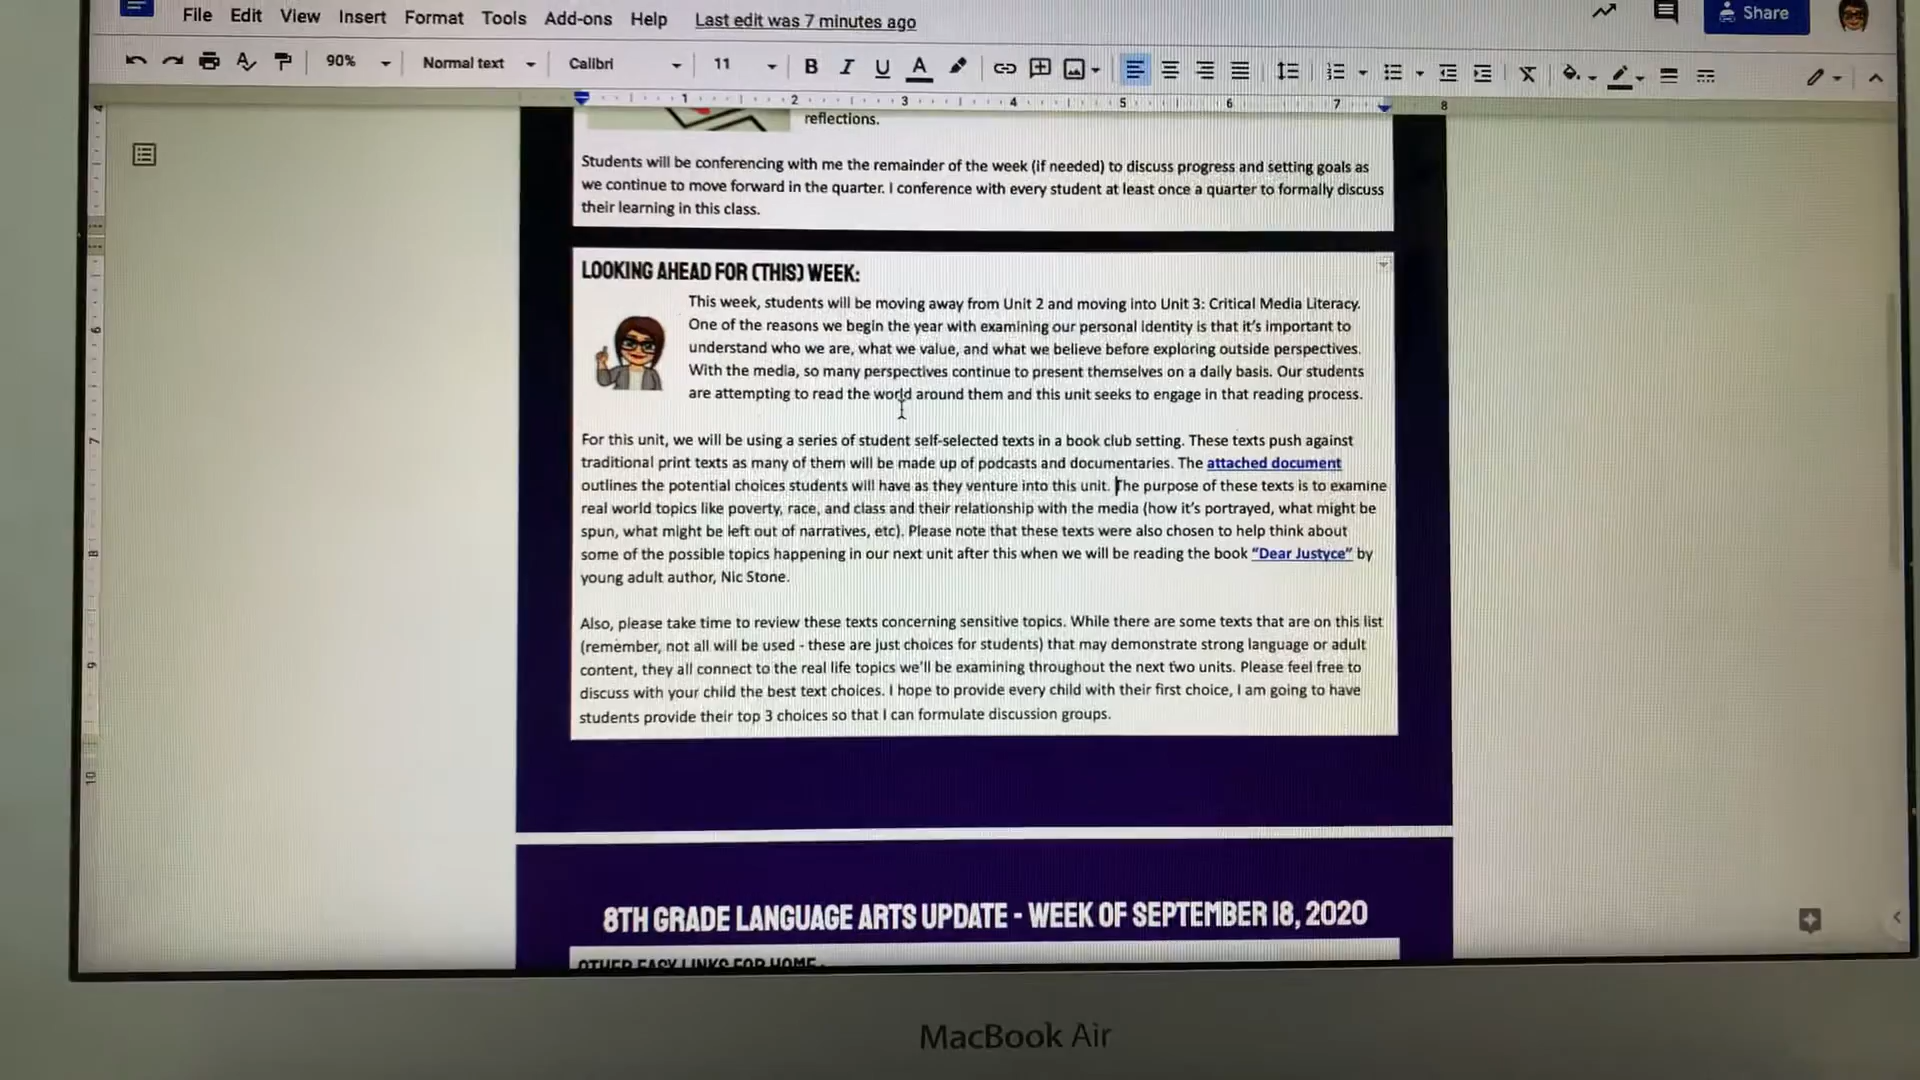 File Edit View Insert Format Tools Add-ons Help Last edit was 7 minutes ago
Share
90% Normal text Calibri 11 B I U A
1 2 3 4 5 6 7 8
reflections.
Students will be conferencing with me the remainder of the week (if needed) to discuss progress and setting goals as
we continue to move forward in the quarter. I conference with every student at least once a quarter to formally discuss
their learning in this class.
LOOKING AHEAD FOR (THIS) WEEK:
This week, students will be moving away from Unit 2 and moving into Unit 3: Critical Media Literacy.
One of the reasons we begin the year with examining our personal identity is that it's important to
understand who we are, what we value, and what we believe before exploring outside perspectives.
With the media, so many perspectives continue to present themselves on a daily basis. Our students
are attempting to read the world around them and this unit seeks to engage in that reading process.
For this unit, we will be using a series of student self-selected texts in a book club setting. These texts push against
traditional print texts as many of them will be made up of podcasts and documentaries. The attached document
outlines the potential choices students will have as they venture into this unit. The purpose of these texts is to examine
real world topics like poverty, race, and class and their relationship with the media (how it's portrayed, what might be
spun, what might be left out of narratives, etc). Please note that these texts were also chosen to help think about
some of the possible topics happening in our next unit after this when we will be reading the book "Dear Justyce" by
young adult author, Nic Stone.
Also, please take time to review these texts concerning sensitive topics. While there are some texts that are on this list
(remember, not all will be used - these are just choices for students) that may demonstrate strong language or adult
content, they all connect to the real life topics we'll be examining throughout the next two units. Please feel free to
discuss with your child the best text choices. I hope to provide every child with their first choice, I am going to have
students provide their top 3 choices so that I can formulate discussion groups.
8TH GRADE LANGUAGE ARTS UPDATE - WEEK OF SEPTEMBER 18, 2020
OTHER EASY LINKS FOR HOME
MacBook Air